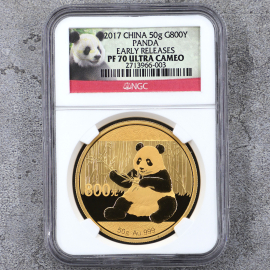 2017 CHINA 50g G800Y
PANDA
EARLY RELEASES
PF 70 ULTRA CAMEO
2713966-003
NGC
800元
50g Au.999